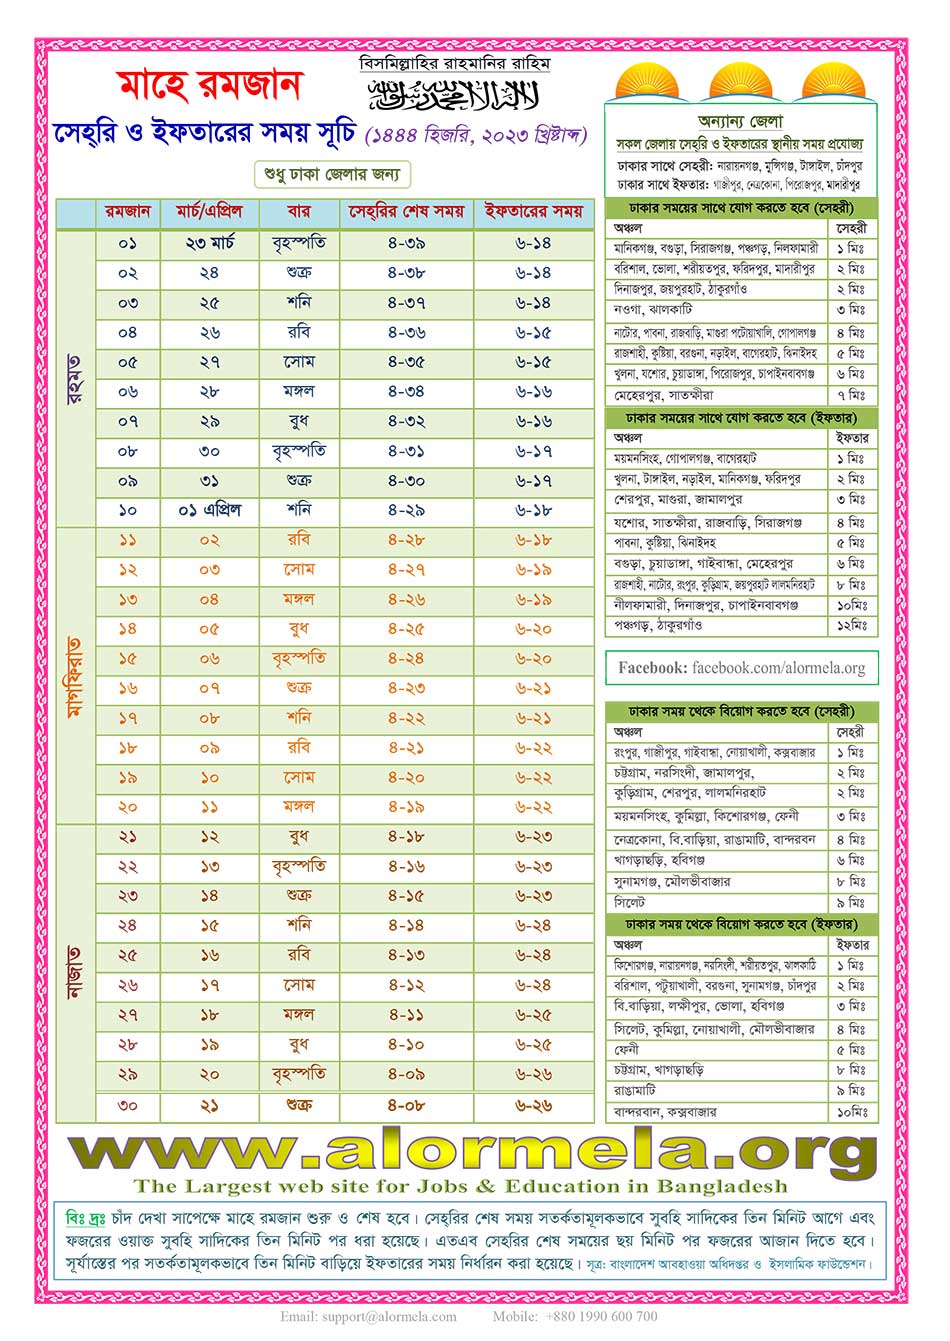 বিসমিল্লাহির রাহমানির রাহিম
মাহে রমজান
لا اله الا الله محمد رسول الله
সেহ্‌রি ও ইফতারের সময় সূচি (১৪৪৪ হিজরি, ২০২৩ খ্রিষ্টাব্দ)
শুধু ঢাকা জেলার জন্য
রমজান মার্চ/এপ্রিল বার সেহ্‌রির শেষ সময় ইফতারের সময়
রহমত
০১ ২৩ মার্চ বৃহস্পতি ৪-৩৯ ৬-১৪
০২ ২৪ শুক্র ৪-৩৮ ৬-১৪
০৩ ২৫ শনি ৪-৩৭ ৬-১৪
০৪ ২৬ রবি ৪-৩৬ ৬-১৫
০৫ ২৭ সোম ৪-৩৫ ৬-১৫
০৬ ২৮ মঙ্গল ৪-৩৪ ৬-১৬
০৭ ২৯ বুধ ৪-৩২ ৬-১৬
০৮ ৩০ বৃহস্পতি ৪-৩১ ৬-১৭
০৯ ৩১ শুক্র ৪-৩০ ৬-১৭
১০ ০১ এপ্রিল শনি ৪-২৯ ৬-১৮
মাগফিরাত
১১ ০২ রবি ৪-২৮ ৬-১৮
১২ ০৩ সোম ৪-২৭ ৬-১৯
১৩ ০৪ মঙ্গল ৪-২৬ ৬-১৯
১৪ ০৫ বুধ ৪-২৫ ৬-২০
১৫ ০৬ বৃহস্পতি ৪-২৪ ৬-২০
১৬ ০৭ শুক্র ৪-২৩ ৬-২১
১৭ ০৮ শনি ৪-২২ ৬-২১
১৮ ০৯ রবি ৪-২১ ৬-২২
১৯ ১০ সোম ৪-২০ ৬-২২
২০ ১১ মঙ্গল ৪-১৯ ৬-২২
নাজাত
২১ ১২ বুধ ৪-১৮ ৬-২৩
২২ ১৩ বৃহস্পতি ৪-১৬ ৬-২৩
২৩ ১৪ শুক্র ৪-১৫ ৬-২৩
২৪ ১৫ শনি ৪-১৪ ৬-২৪
২৫ ১৬ রবি ৪-১৩ ৬-২৪
২৬ ১৭ সোম ৪-১২ ৬-২৪
২৭ ১৮ মঙ্গল ৪-১১ ৬-২৫
২৮ ১৯ বুধ ৪-১০ ৬-২৫
২৯ ২০ বৃহস্পতি ৪-০৯ ৬-২৬
৩০ ২১ শুক্র ৪-০৮ ৬-২৬
অন্যান্য জেলা
সকল জেলায় সেহ্‌রি ও ইফতারের স্থানীয় সময় প্রযোজ্য
ঢাকার সাথে সেহরী: নারায়নগঞ্জ, মুন্সিগঞ্জ, টাঙ্গাইল, চাঁদপুর
ঢাকার সাথে ইফতার: গাজীপুর, নেত্রকোনা, পিরোজপুর, মাদারীপুর
ঢাকার সময়ের সাথে যোগ করতে হবে (সেহরী)
অঞ্চল সেহরী
মানিকগঞ্জ, বগুড়া, সিরাজগঞ্জ, পঞ্চগড়, নিলফামারী ১ মিঃ
বরিশাল, ভোলা, শরীয়তপুর, ফরিদপুর, মাদারীপুর ২ মিঃ
দিনাজপুর, জয়পুরহাট, ঠাকুরগাঁও ২ মিঃ
নওগা, ঝালকাটি ৩ মিঃ
নাটোর, পাবনা, রাজবাড়ি, মাগুরা পটোয়াখালি, গোপালগঞ্জ ৪ মিঃ
রাজশাহী, কুষ্টিয়া, বরগুনা, নড়াইল, বাগেরহাট, ঝিনাইদহ ৫ মিঃ
খুলনা, যশোর, চুয়াডাঙ্গা, পিরোজপুর, চাপাইনবাবগঞ্জ ৬ মিঃ
মেহেরপুর, সাতক্ষীরা ৭ মিঃ
ঢাকার সময়ের সাথে যোগ করতে হবে (ইফতার)
অঞ্চল ইফতার
ময়মনসিংহ, গোপালগঞ্জ, বাগেরহাট ১ মিঃ
খুলনা, টাঙ্গাইল, নড়াইল, মানিকগঞ্জ, ফরিদপুর ২ মিঃ
শেরপুর, মাগুরা, জামালপুর ৩ মিঃ
যশোর, সাতক্ষীরা, রাজবাড়ি, সিরাজগঞ্জ ৪ মিঃ
পাবনা, কুষ্টিয়া, ঝিনাইদহ ৫ মিঃ
বগুড়া, চুয়াডাঙ্গা, গাইবান্ধা, মেহেরপুর ৬ মিঃ
রাজশাহী, নাটোর, রংপুর, কুড়িগ্রাম, জয়পুরহাট লালমনিরহাট ৮ মিঃ
নীলফামারী, দিনাজপুর, চাপাইনবাবগঞ্জ ১০মিঃ
পঞ্চগড়, ঠাকুরগাঁও ১২মিঃ
Facebook: facebook.com/alormela.org
ঢাকার সময় থেকে বিয়োগ করতে হবে (সেহরী)
অঞ্চল সেহরী
রংপুর, গাজীপুর, গাইবান্ধা, নোয়াখালী, কক্সবাজার ১ মিঃ
চট্টগ্রাম, নরসিংদী, জামালপুর, ২ মিঃ
কুড়িগ্রাম, শেরপুর, লালমনিরহাট ২ মিঃ
ময়মনসিংহ, কুমিল্লা, কিশোরগঞ্জ, ফেনী ৩ মিঃ
নেত্রকোনা, বি.বাড়িয়া, রাঙামাটি, বান্দরবন ৪ মিঃ
খাগড়াছড়ি, হবিগঞ্জ ৬ মিঃ
সুনামগঞ্জ, মৌলভীবাজার ৮ মিঃ
সিলেট ৯ মিঃ
ঢাকার সময় থেকে বিয়োগ করতে হবে (ইফতার)
অঞ্চল ইফতার
কিশোরগঞ্জ, নারায়নগঞ্জ, নরসিংদী, শরীয়তপুর, ঝালকাঠি ১ মিঃ
বরিশাল, পটুয়াখালী, বরগুনা, সুনামগঞ্জ, চাঁদপুর ২ মিঃ
বি.বাড়িয়া, লক্ষীপুর, ভোলা, হবিগঞ্জ ৩ মিঃ
সিলেট, কুমিল্লা, নোয়াখালী, মৌলভীবাজার ৪ মিঃ
ফেনী ৫ মিঃ
চট্টগ্রাম, খাগড়াছড়ি ৮ মিঃ
রাঙামাটি ৯ মিঃ
বান্দরবান, কক্সবাজার ১০মিঃ
www.alormela.org
The Largest web site for Jobs & Education in Bangladesh
বিঃ দ্রঃ চাঁদ দেখা সাপেক্ষে মাহে রমজান শুরু ও শেষ হবে। সেহ্‌রির শেষ সময় সতর্কতামূলকভাবে সুবহি সাদিকের তিন মিনিট আগে এবং
ফজরের ওয়াক্ত সুবহি সাদিকের তিন মিনিট পর ধরা হয়েছে। এতএব সেহ্‌রির শেষ সময়ের ছয় মিনিট পর ফজরের আজান দিতে হবে।
সূর্যাস্তের পর সতর্কতামূলকভাবে তিন মিনিট বাড়িয়ে ইফতারের সময় নির্ধারন করা হয়েছে। সূত্র: বাংলাদেশ আবহাওয়া অধিদপ্তর ও ইসলামিক ফাউন্ডেশন।
Email: support@alormela.com Mobile: +880 1990 600 700